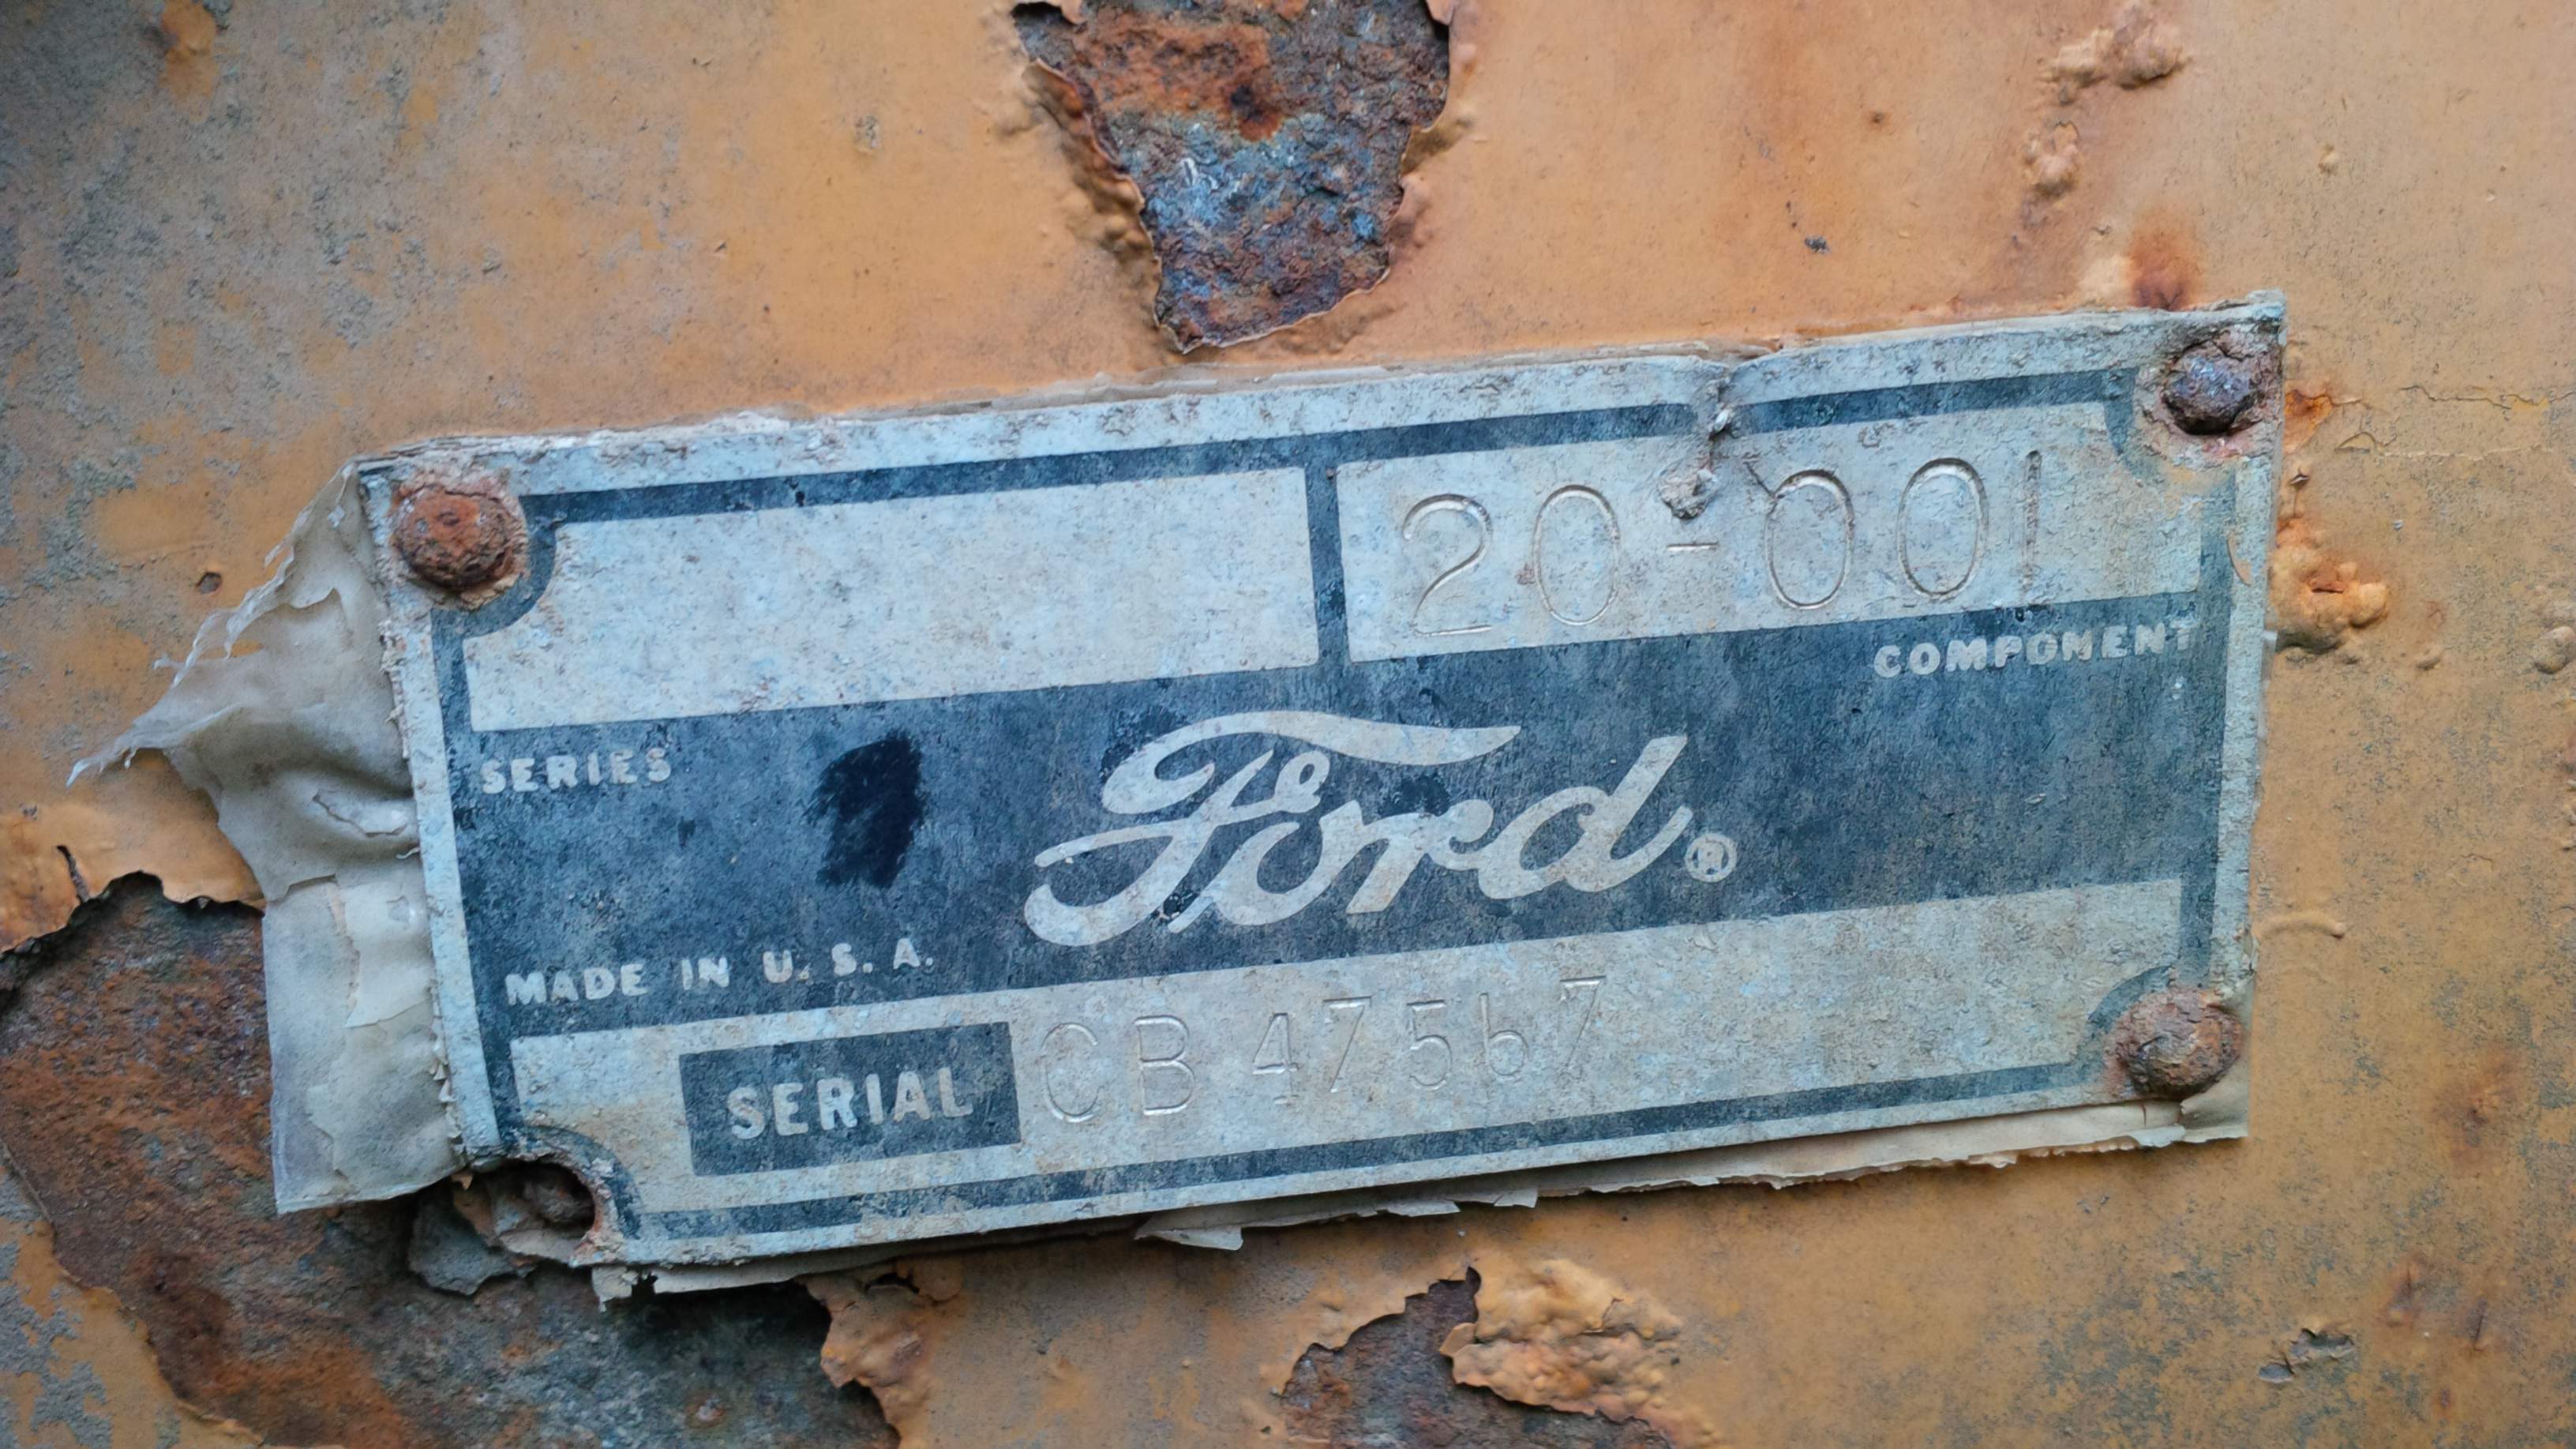 20-001
COMPONENT
SERIES
Ford®
MADE IN U.S.A.
SERIAL CB 47567